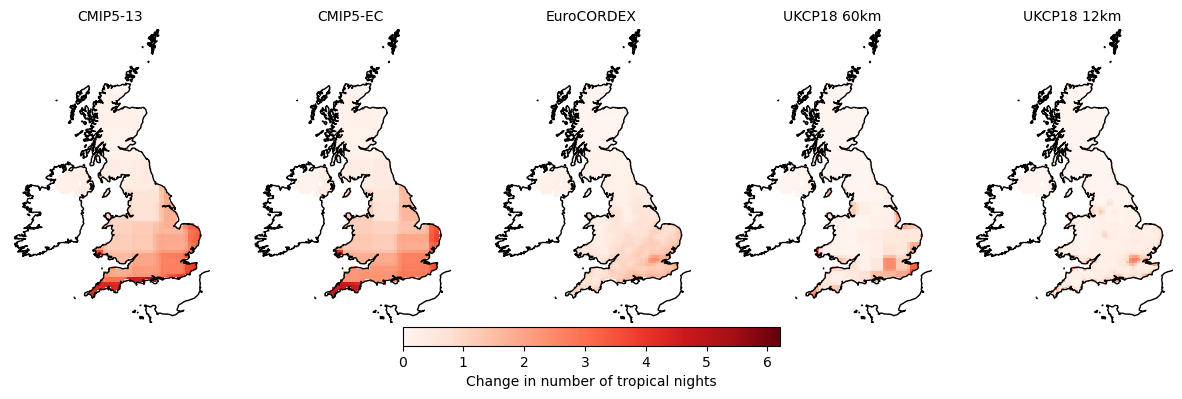 CMIP5-13 CMIP5-EC EuroCORDEX UKCP18 60km UKCP18 12km
0 1 2 3 4 5 6
Change in number of tropical nights